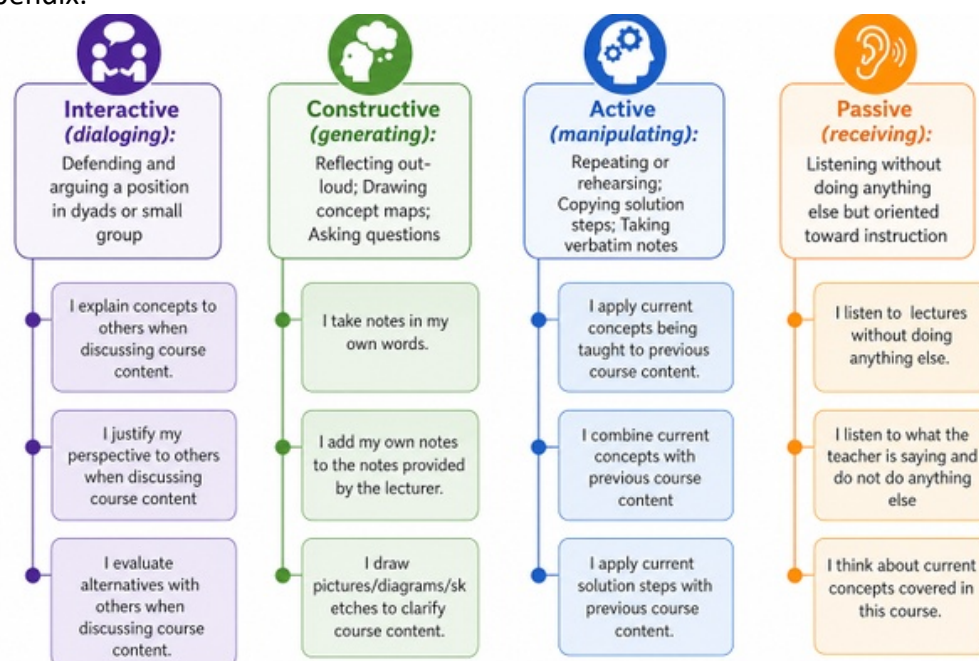 Interactive
(dialoging):
Defending and
arguing a position
in dyads or small
group
I explain concepts to
others when
discussing course
content.
I justify my
perspective to others
when discussing
course content
I evaluate
alternatives with
others when
discussing course
content.
Constructive
(generating):
Reflecting out-
loud; Drawing
concept maps;
Asking questions
I take notes in my
own words.
I add my own notes
to the notes provided
by the lecturer.
I draw
pictures/diagrams/sk
etches to clarify
course content.
Active
(manipulating):
Repeating or
rehearsing;
Copying solution
steps; Taking
verbatim notes
I apply current
concepts being
taught to previous
course content.
I combine current
concepts with
previous course
content
I apply current
solution steps with
previous course
content.
Passive
(receiving):
Listening without
doing anything
else but oriented
toward instruction
I listen to lectures
without doing
anything else.
I listen to what the
teacher is saying and
do not do anything
else
I think about current
concepts covered in
this course.